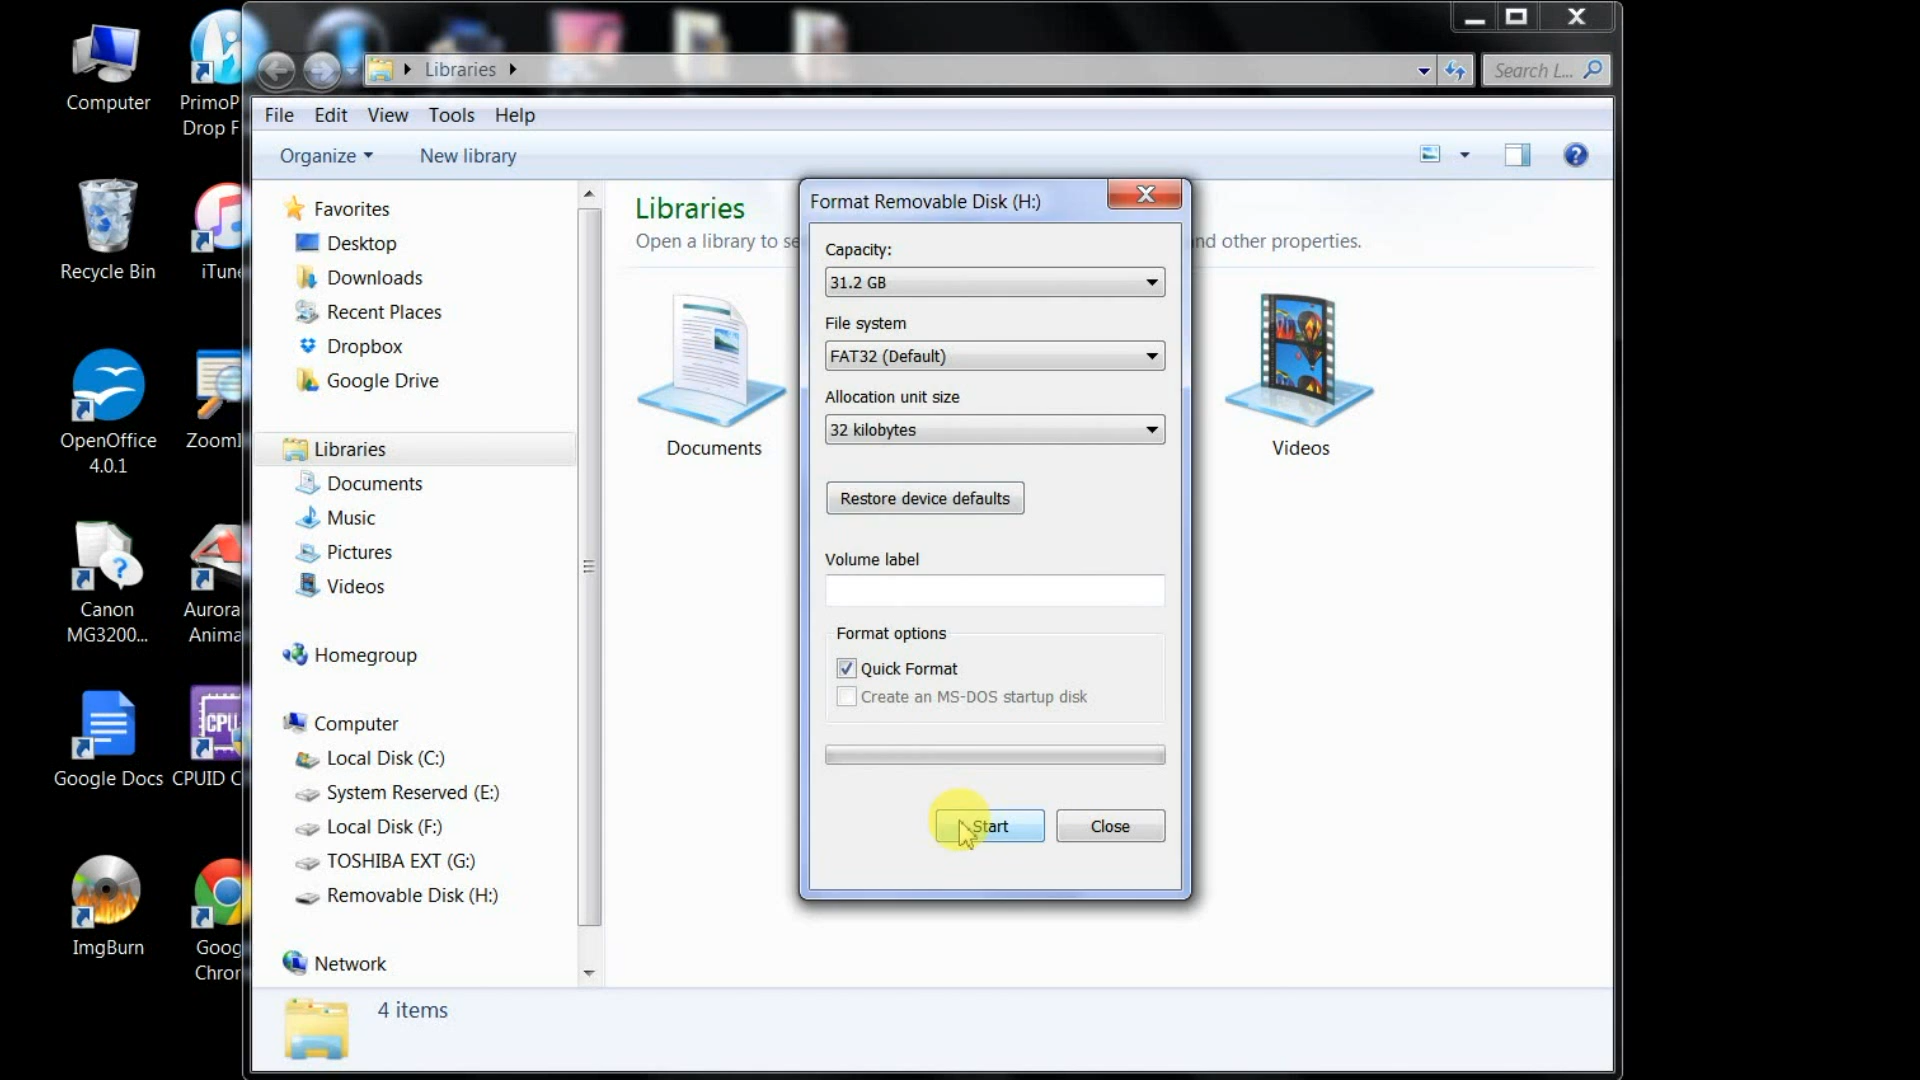 Computer
PrimoP
Drop F
Recycle Bin
iTune
OpenOffice
4.0.1
ZoomI
Canon
MG3200...
Aurora
Anima
Google Docs
CPUID C
CPU
ImgBurn
Goog
Chror
Libraries
Search L...
File Edit View Tools Help
Organize
New library
Favorites
Desktop
Downloads
Recent Places
Dropbox
Google Drive
Libraries
Documents
Music
Pictures
Videos
Homegroup
Computer
Local Disk (C:)
System Reserved (E:)
Local Disk (F:)
TOSHIBA EXT (G:)
Removable Disk (H:)
Network
Libraries
Open a library to se
nd other properties.
Documents
Videos
Format Removable Disk (H:)
Capacity:
31.2 GB
File system
FAT32 (Default)
Allocation unit size
32 kilobytes
Restore device defaults
Volume label
Format options
Quick Format
Create an MS-DOS startup disk
Start
Close
4 items